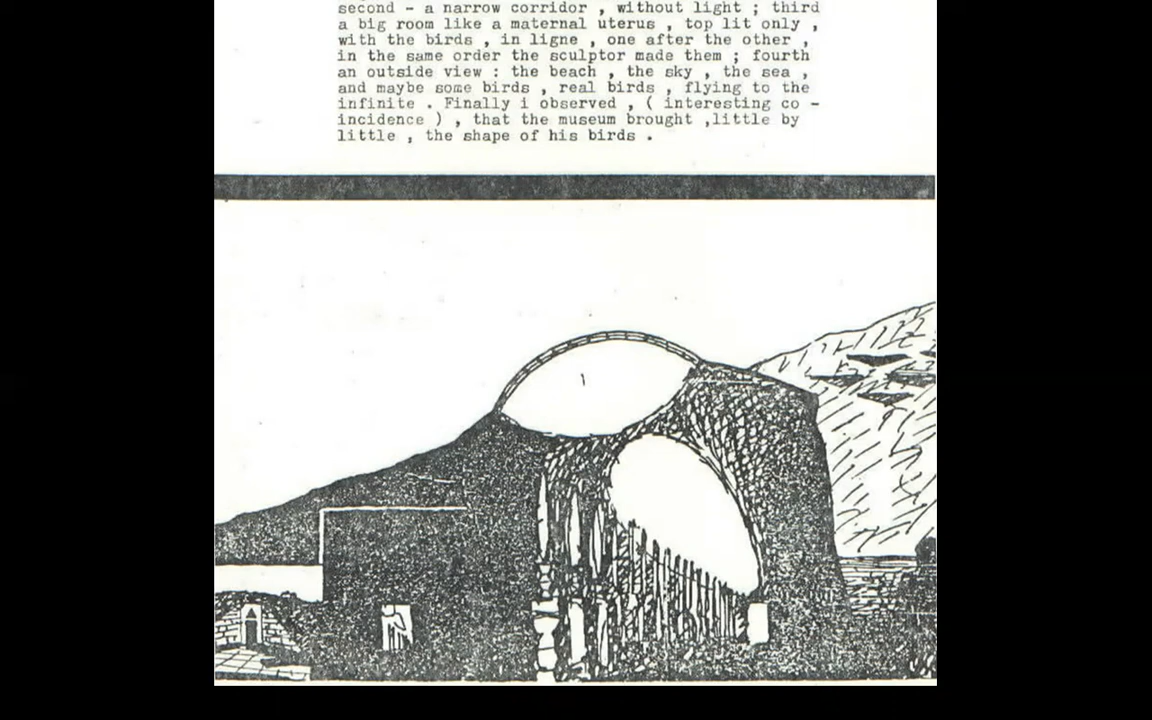 second - a narrow corridor , without light ; third
a big room like a maternal uterus , top lit only ,
with the birds , in ligne , one after the other ,
in the same order the sculptor made them ; fourth
an outside view : the beach , the sky , the sea ,
and maybe some birds , real birds , flying to the
infinite . Finally i observed , ( interesting co -
incidence ) , that the museum brought ,little by
little , the shape of his birds .